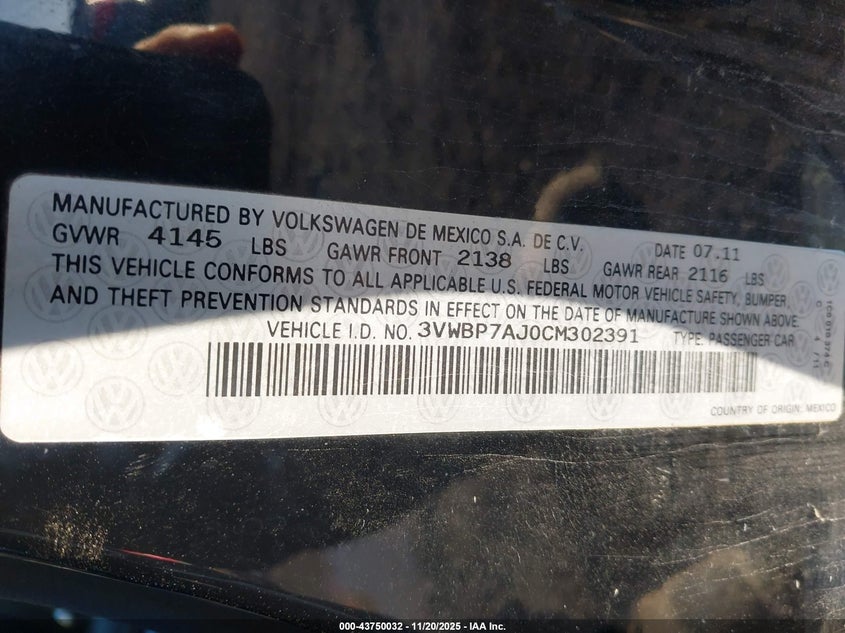 MANUFACTURED BY VOLKSWAGEN DE MEXICO S.A. DE C.V. DATE 07.11
GVWR 4145 LBS GAWR FRONT 2138 LBS GAWR REAR 2116 LBS
THIS VEHICLE CONFORMS TO ALL APPLICABLE U.S. FEDERAL MOTOR VEHICLE SAFETY, BUMPER,
AND THEFT PREVENTION STANDARDS IN EFFECT ON THE DATE OF MANUFACTURE SHOWN ABOVE.
VEHICLE I.D. NO. 3VWBP7AJ0CM302391 TYPE: PASSENGER CAR
COUNTRY OF ORIGIN: MEXICO
000-43750032 - 11/20/2025 - IAA Inc.